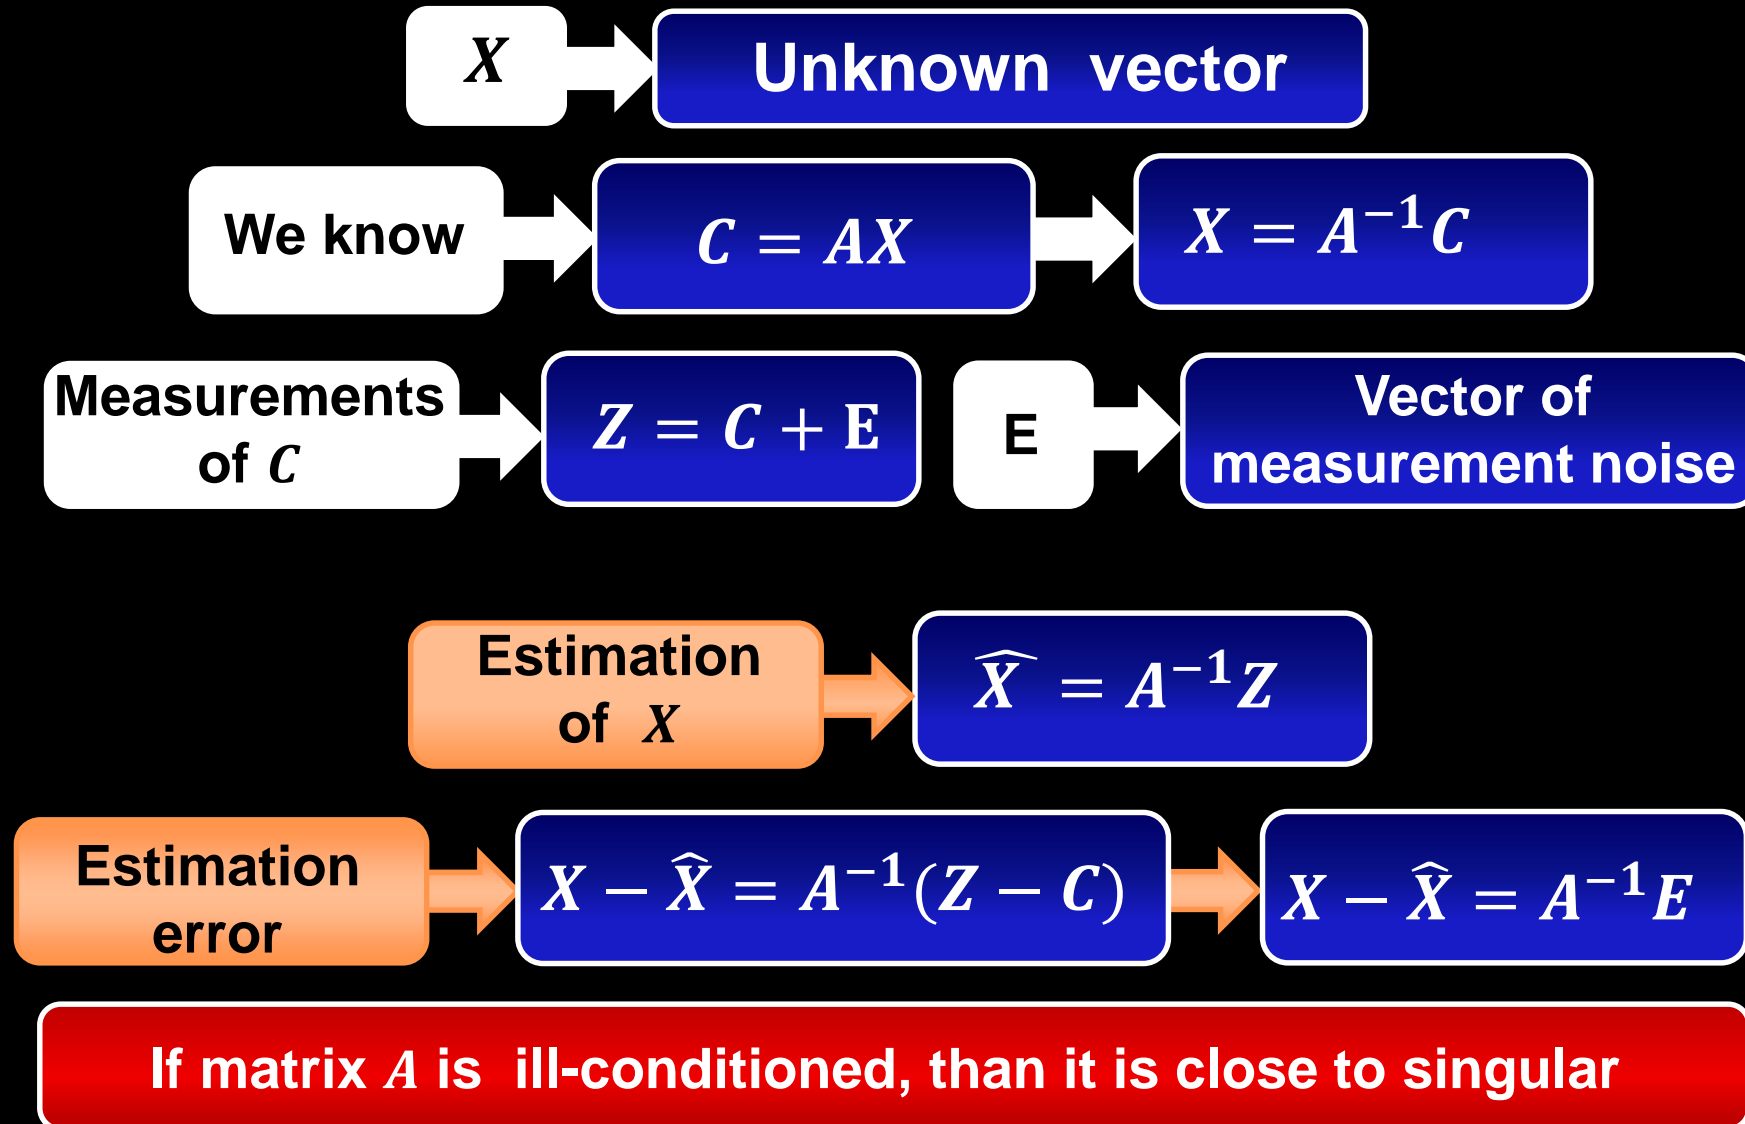 X
Unknown vector
We know
C = AX
X = A⁻¹C
Measurements
of C
Z = C + E
E
Vector of
measurement noise
Estimation
of X
X̂ = A⁻¹Z
Estimation
error
X − X̂ = A⁻¹(Z − C)
X − X̂ = A⁻¹E
If matrix A is ill-conditioned, than it is close to singular